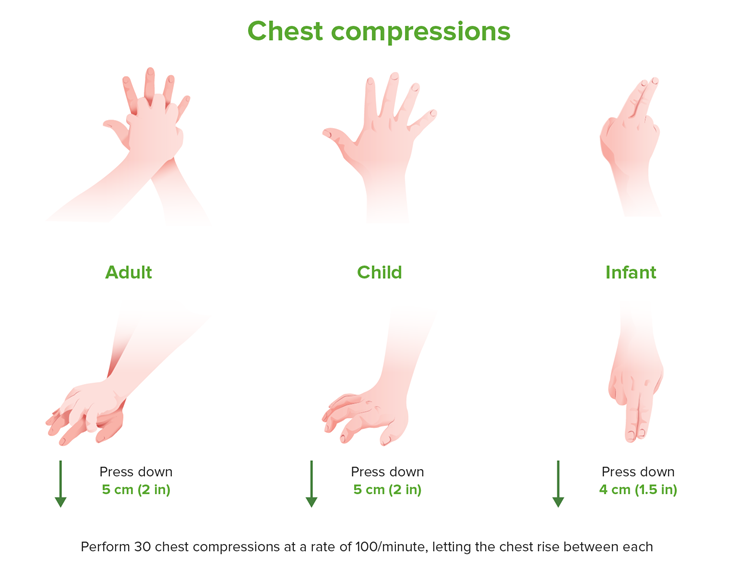 Chest compressions
Adult
Child
Infant
Press down
5 cm (2 in)
Press down
5 cm (2 in)
Press down
4 cm (1.5 in)
Perform 30 chest compressions at a rate of 100/minute, letting the chest rise between each